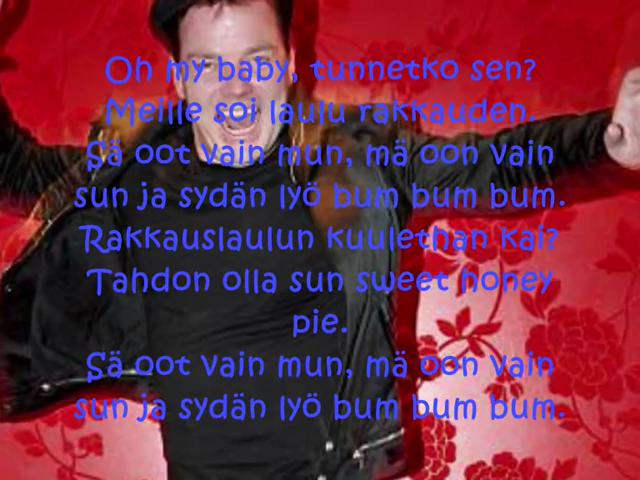 Oh my baby, tunnetko sen?
Meille soi laulu rakkauden.
Sä oot vain mun, mä oon vain
sun ja sydän lyö bum bum bum.
Rakkauslaulun kuulethan kai?
Tahdon olla sun sweet honey
pie.
Sä oot vain mun, mä oon vain
sun ja sydän lyö bum bum bum.